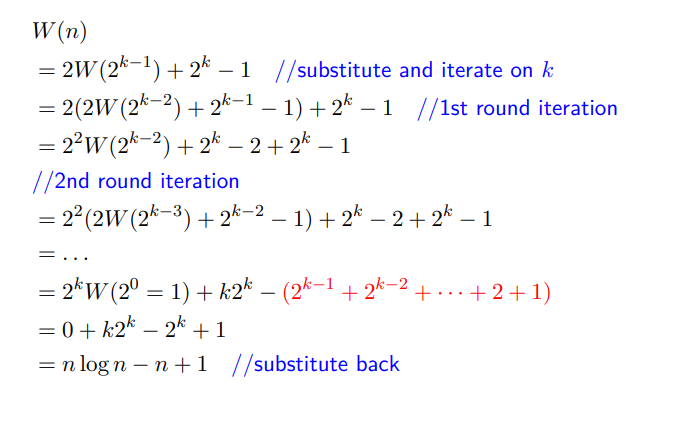 W(n)
= 2W(2^{k−1}) + 2^k − 1 //substitute and iterate on k
= 2(2W(2^{k−2}) + 2^{k−1} − 1) + 2^k − 1 //1st round iteration
= 2^2W(2^{k−2}) + 2^k − 2 + 2^k − 1
//2nd round iteration
= 2^2(2W(2^{k−3}) + 2^{k−2} − 1) + 2^k − 2 + 2^k − 1
= ...
= 2^kW(2^0 = 1) + k2^k − (2^{k−1} + 2^{k−2} + ··· + 2 + 1)
= 0 + k2^k − 2^k + 1
= n log n − n + 1 //substitute back